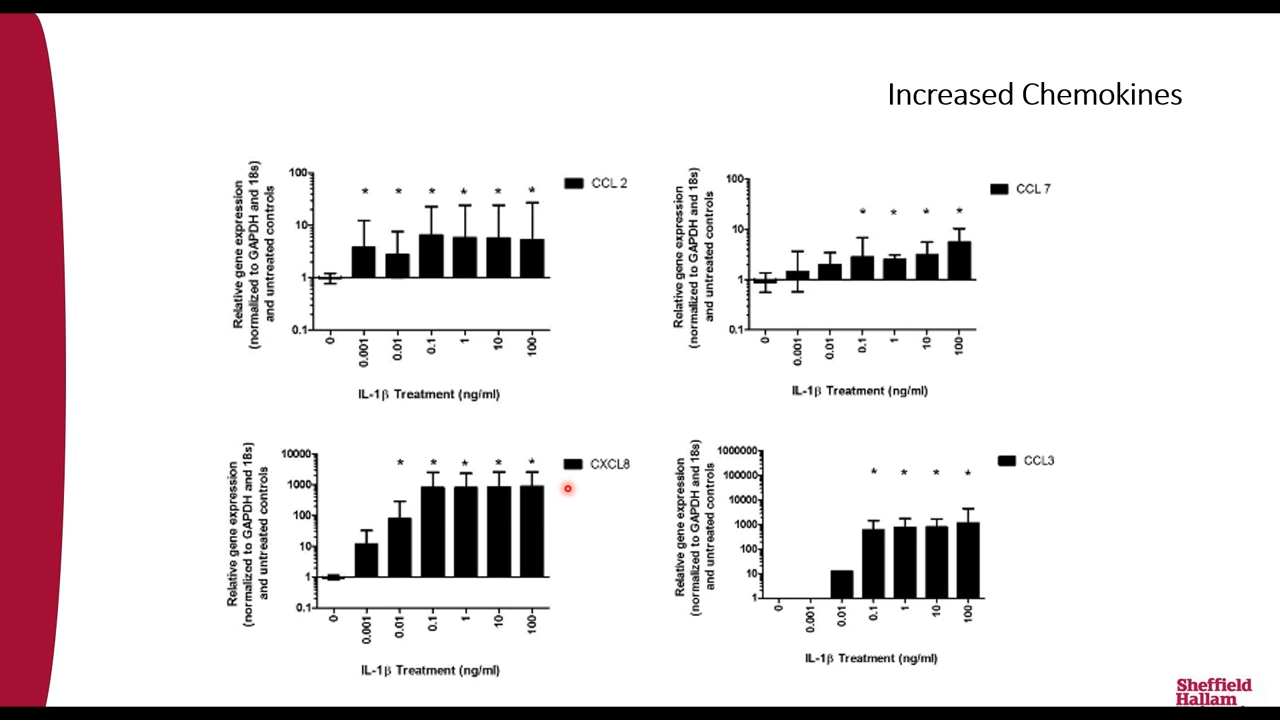 Increased Chemokines
Relative gene expression
(normalized to GAPDH and 18s)
and untreated controls
100
10
1
0.1
* * * * * *
CCL 2
0 0.001 0.01 0.1 1 10 100
IL-1β Treatment (ng/ml)
Relative gene expression
(normalized to GAPDH and 18s)
and untreated controls
100
10
1
0.1
* * * *
CCL 7
0 0.001 0.01 0.1 1 10 100
IL-1β Treatment (ng/ml)
Relative gene expression
(normalized to GAPDH and 18s)
and untreated controls
10000
1000
100
10
1
0.1
* * * * *
CXCL8
0 0.001 0.01 0.1 1 10 100
IL-1β Treatment (ng/ml)
Relative gene expression
(normalized to GAPDH and 18s)
and untreated controls
1000000
100000
10000
1000
100
10
1
* * * *
CCL3
0 0.001 0.01 0.1 1 10 100
IL-1β Treatment (ng/ml)
Sheffield
Hallam